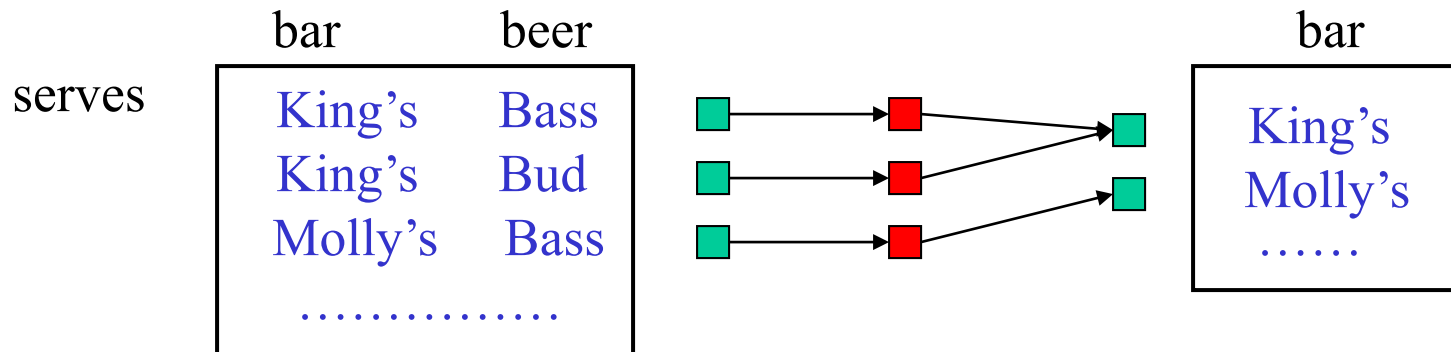 bar beer bar
serves
King's Bass
King's Bud
Molly's Bass
...............
King's
Molly's
......